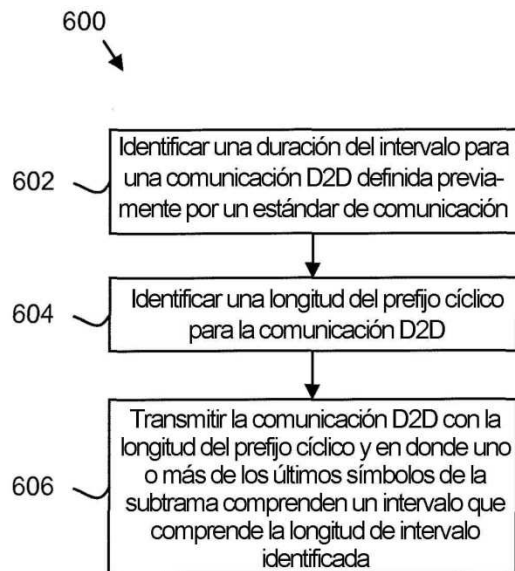 600
602
Identificar una duración del intervalo para
una comunicación D2D definida previa-
mente por un estándar de comunicación
604
Identificar una longitud del prefijo cíclico
para la comunicación D2D
606
Transmitir la comunicación D2D con la
longitud del prefijo cíclico y en donde uno
o más de los últimos símbolos de la
subtrama comprenden un intervalo que
comprende la longitud de intervalo
identificada